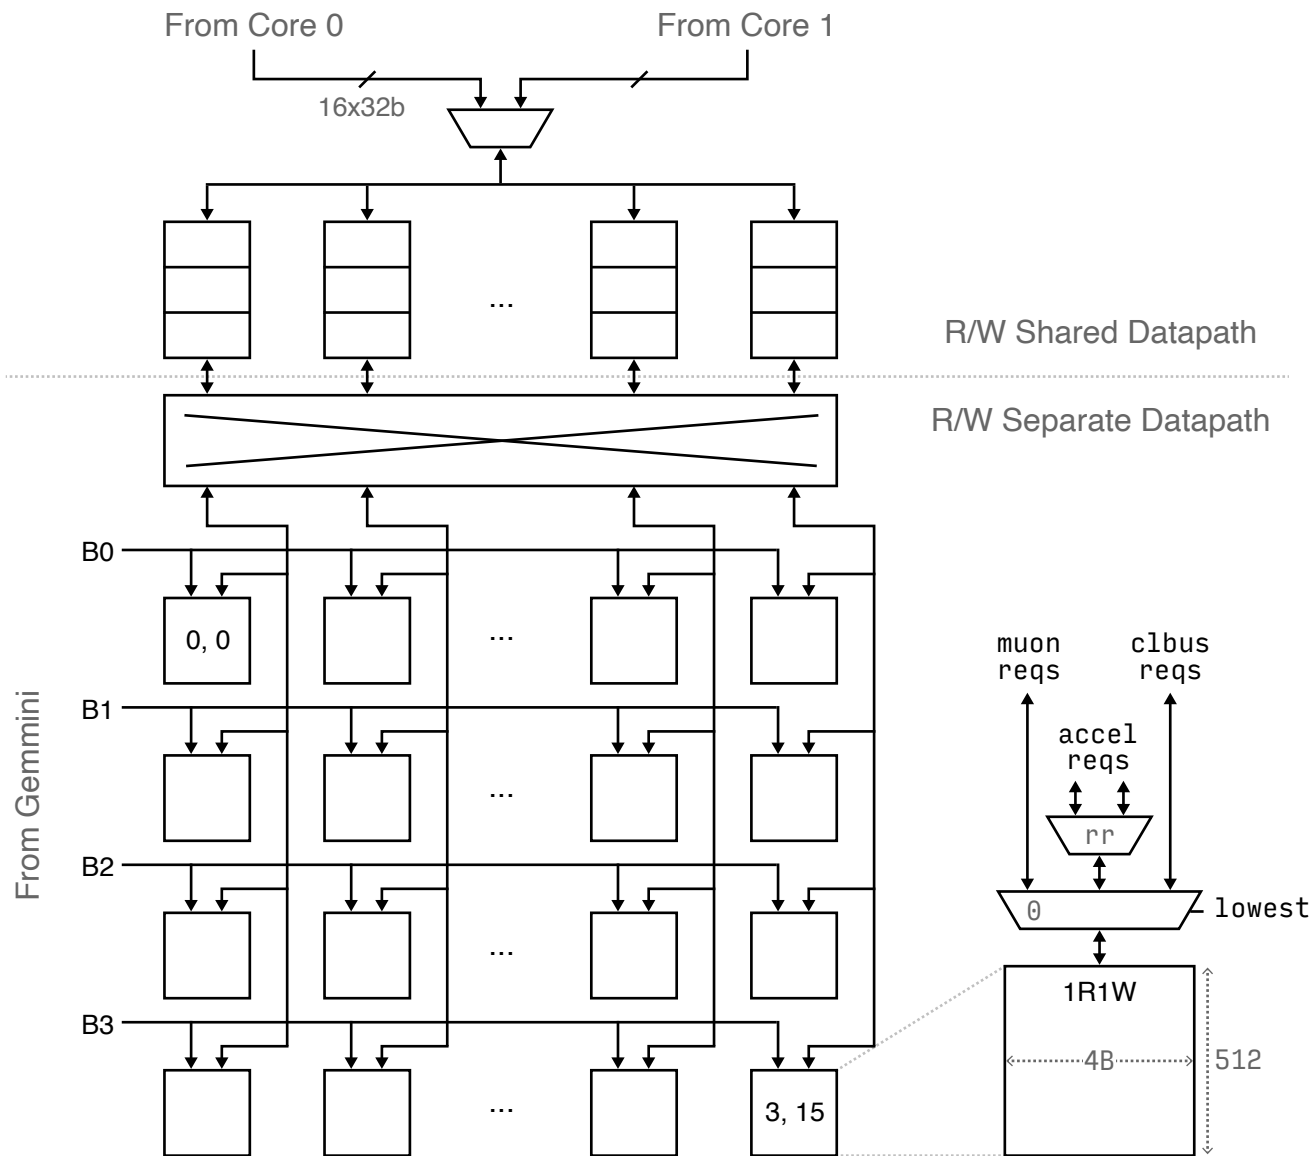 From Core 0
From Core 1
16x32b
...
R/W Shared Datapath
R/W Separate Datapath
From Gemmini
B0
0, 0
...
B1
...
B2
...
B3
...
3, 15
muon
reqs
clbus
reqs
accel
reqs
rr
0
lowest
1R1W
4B
512